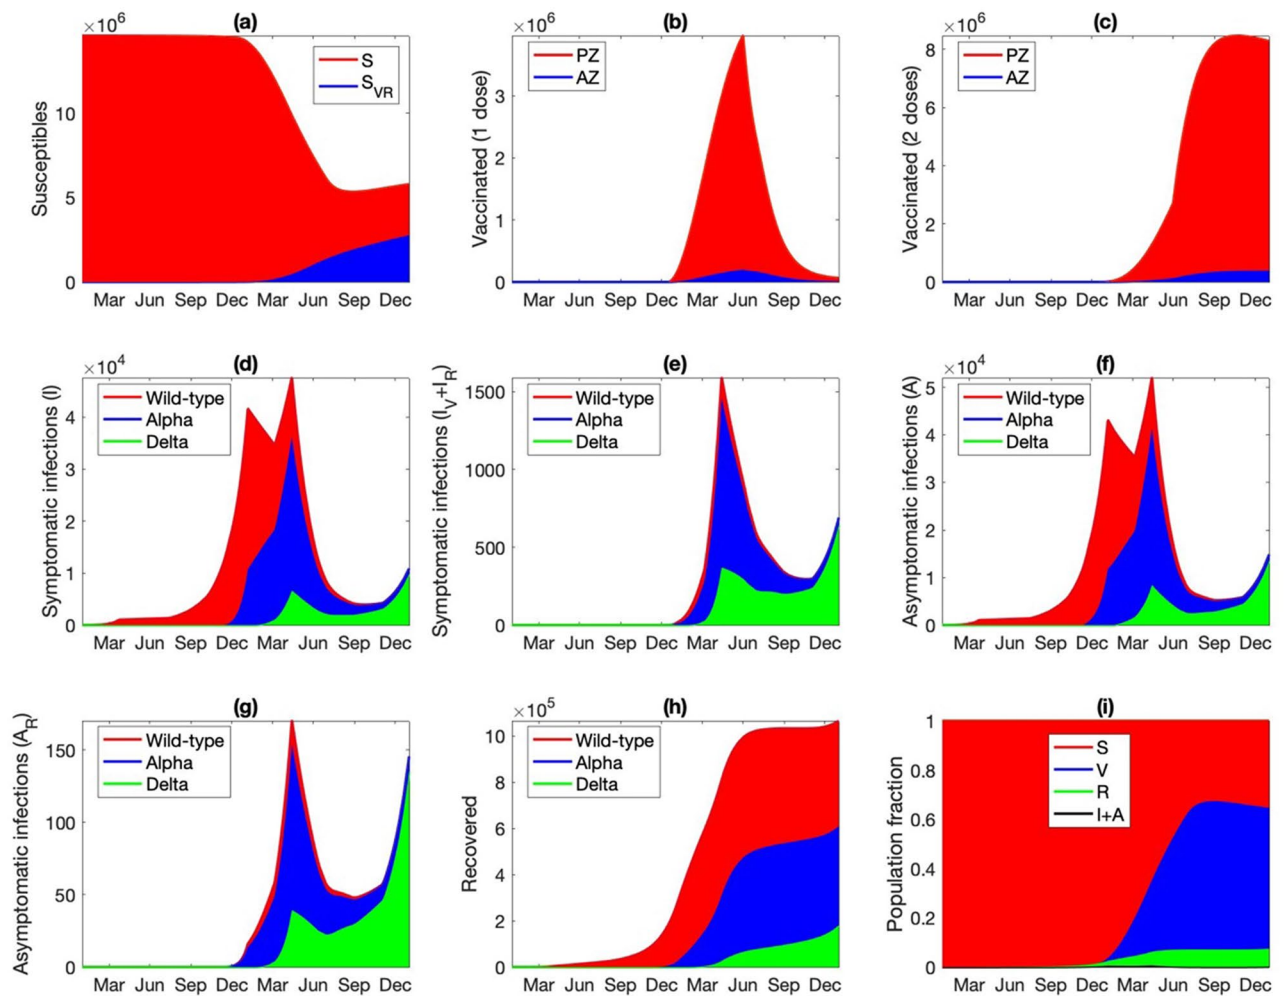 (a)
×10⁶
Susceptibles
10
5
0
S
S_VR
Mar Jun Sep Dec Mar Jun Sep Dec
(b)
×10⁶
Vaccinated (1 dose)
3
2
1
0
PZ
AZ
Mar Jun Sep Dec Mar Jun Sep Dec
(c)
×10⁶
Vaccinated (2 doses)
8
6
4
2
0
PZ
AZ
Mar Jun Sep Dec Mar Jun Sep Dec
(d)
×10⁴
Symptomatic infections (I)
4
3
2
1
0
Wild-type
Alpha
Delta
Mar Jun Sep Dec Mar Jun Sep Dec
(e)
Symptomatic infections (I_V+I_R)
1500
1000
500
0
Wild-type
Alpha
Delta
Mar Jun Sep Dec Mar Jun Sep Dec
(f)
×10⁴
Asymptomatic infections (A)
5
4
3
2
1
0
Wild-type
Alpha
Delta
Mar Jun Sep Dec Mar Jun Sep Dec
(g)
Asymptomatic infections (A_R)
150
100
50
0
Wild-type
Alpha
Delta
Mar Jun Sep Dec Mar Jun Sep Dec
(h)
×10⁵
Recovered
10
8
6
4
2
0
Wild-type
Alpha
Delta
Mar Jun Sep Dec Mar Jun Sep Dec
(i)
Population fraction
1
0.8
0.6
0.4
0.2
0
S
V
R
I+A
Mar Jun Sep Dec Mar Jun Sep Dec